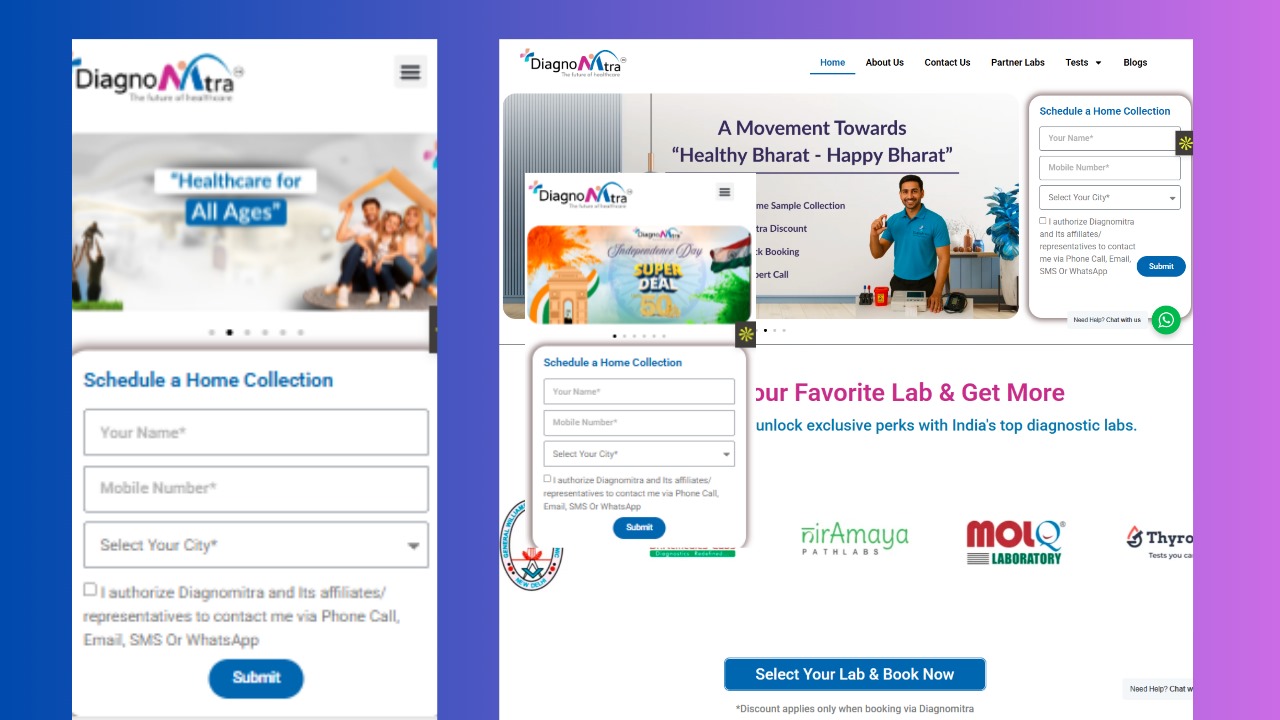 DiagnoMtra
The future of healthcare
"Healthcare for
All Ages"
Schedule a Home Collection
Your Name*
Mobile Number*
Select Your City*
I authorize Diagnomitra and Its affiliates/
representatives to contact me via Phone Call,
Email, SMS Or WhatsApp
Submit
DiagnoMtra
The future of healthcare
Home
About Us
Contact Us
Partner Labs
Tests
Blogs
A Movement Towards
“Healthy Bharat - Happy Bharat”
me Sample Collection
tra Discount
ck Booking
pert Call
Schedule a Home Collection
Your Name*
Mobile Number*
Select Your City*
I authorize Diagnomitra
and Its affiliates/
representatives to contact
me via Phone Call, Email,
SMS Or WhatsApp
Submit
Need Help? Chat with us
DiagnoMtra
The future of healthcare
DiagnoMtra
Independence Day
SUPER
DEAL
Schedule a Home Collection
Your Name*
Mobile Number*
Select Your City*
I authorize Diagnomitra and Its affiliates/
representatives to contact me via Phone Call,
Email, SMS Or WhatsApp
Submit
our Favorite Lab & Get More
unlock exclusive perks with India's top diagnostic labs.
NEW DELHI
Diagnostics Redefined
nirAmaya
PATHLABS
MOLQ
LABORATORY
Thyro
Tests you ca
Select Your Lab & Book Now
*Discount applies only when booking via Diagnomitra
Need Help? Chat w